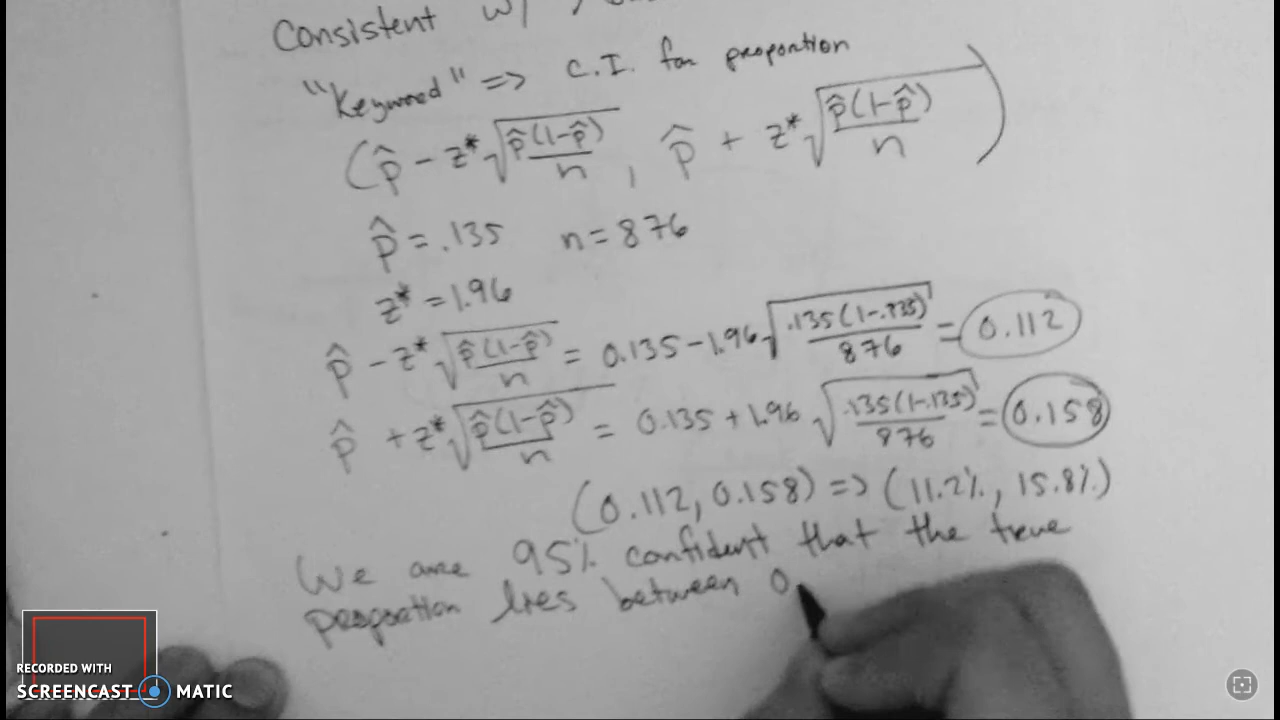 Consistent w/
"Keyword" => C.I. for proportion
(p̂ - z*√(p̂(1-p̂)/n), p̂ + z*√(p̂(1-p̂)/n))
p̂ = .135 n = 876
z* = 1.96
p̂ - z*√(p̂(1-p̂)/n) = 0.135 - 1.96√(.135(1-.135)/876) = 0.112
p̂ + z*√(p̂(1-p̂)/n) = 0.135 + 1.96√(.135(1-.135)/876) = 0.158
(0.112, 0.158) => (11.2%, 15.8%)
We are 95% confident that the true
proportion lies between 0
RECORDED WITH
SCREENCAST MATIC